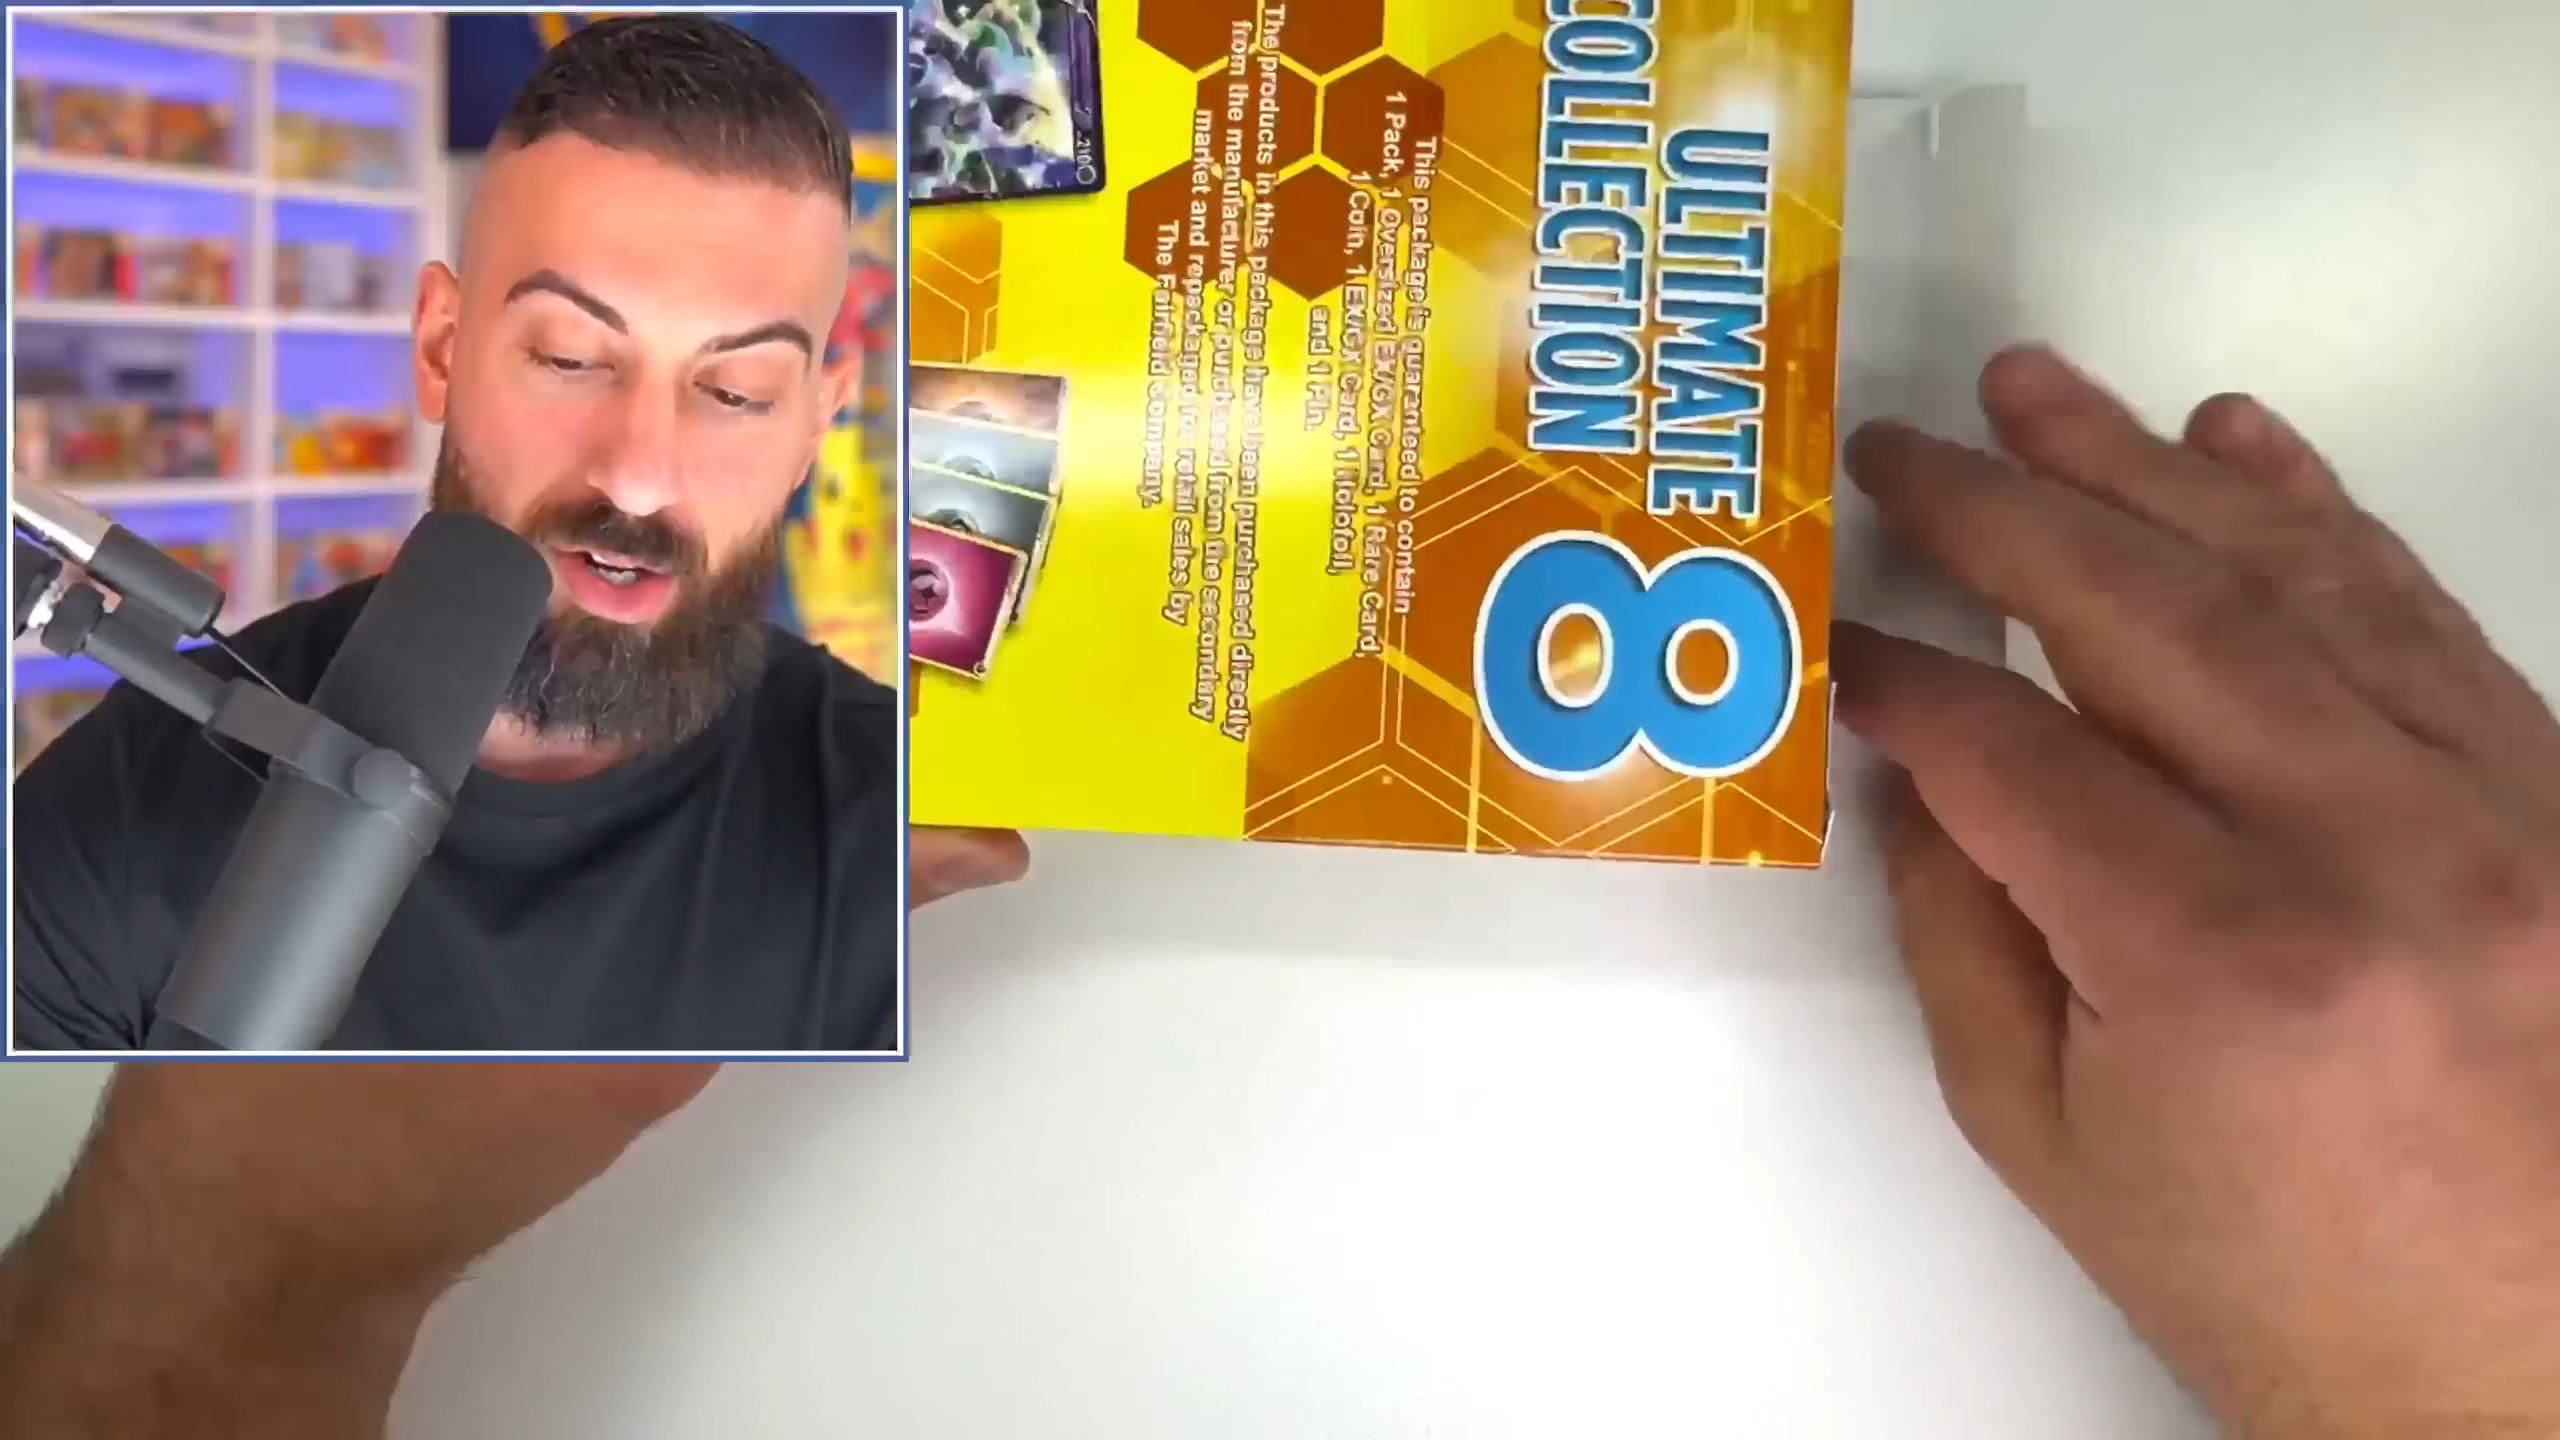 ULTIMATE
COLLECTION
8
This package is guaranteed to contain
1 Pack, 1 Oversized EX/GX Card, 1 Rare Card,
1 Coin, 1 EX/GX Card, 1 Holofoil,
and 1 Pin.
The products in this package have been purchased directly
from the manufacturer or purchased from the secondary
market and repackaged for retail sales by
The Fairfield Company.